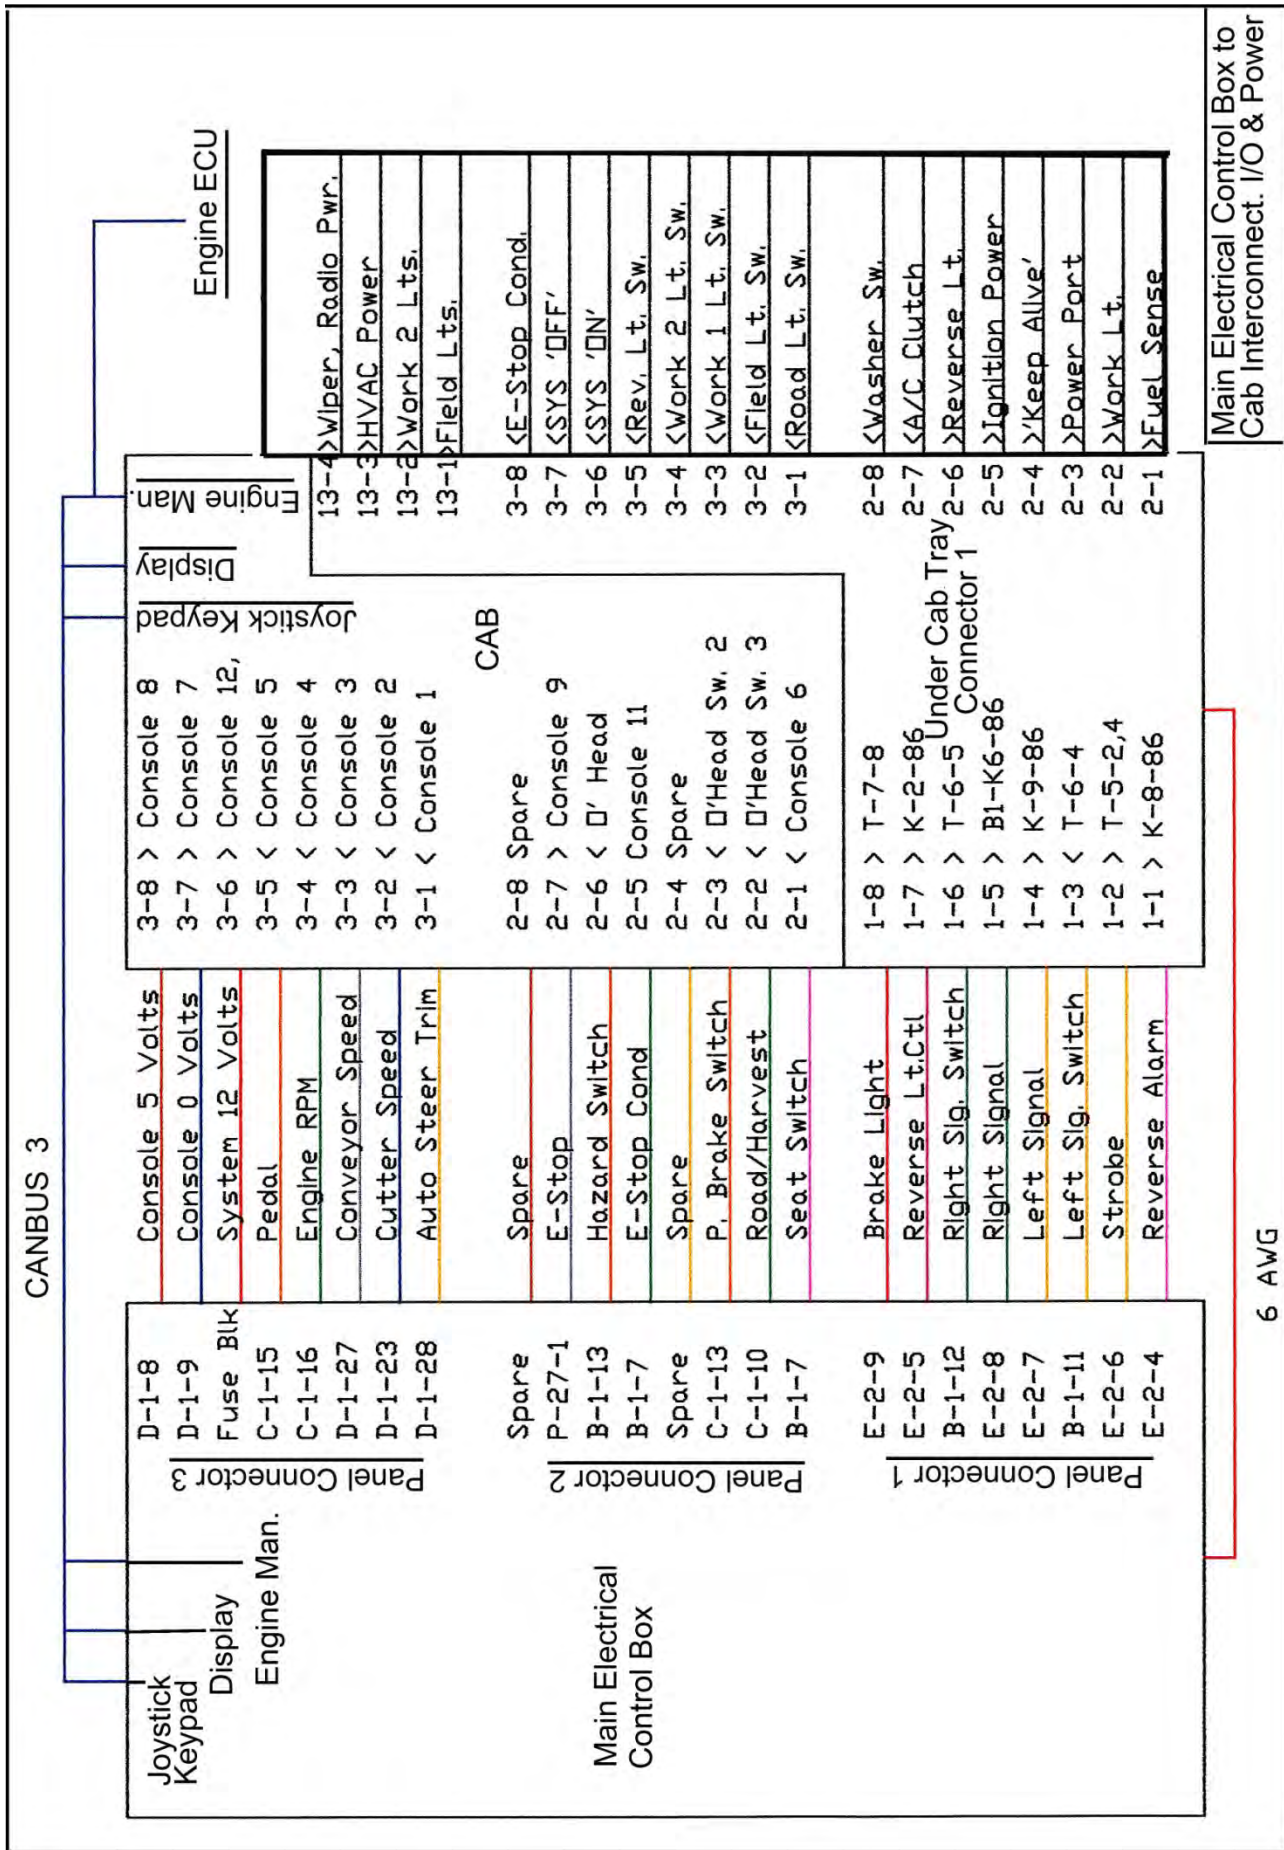 CANBUS 3
Joystick
Keypad
Display
Engine Man.
Main Electrical
Control Box
Panel Connector 3
D-1-8
D-1-9
Fuse Blk
C-1-15
C-1-16
D-1-27
D-1-23
D-1-28
Panel Connector 2
Spare
P-27-1
B-1-13
B-1-7
Spare
C-1-13
C-1-10
B-1-7
Panel Connector 1
E-2-9
E-2-5
B-1-12
E-2-8
E-2-7
B-1-11
E-2-6
E-2-4
Console 5 Volts
Console 0 Volts
System 12 Volts
Pedal
Engine RPM
Conveyor Speed
Cutter Speed
Auto Steer Trim
Spare
E-Stop
Hazard Switch
E-Stop Cond
Spare
P. Brake Switch
Road/Harvest
Seat Switch
Brake Light
Reverse Lt.Ctl
Right Sig. Switch
Right Signal
Left Signal
Left Sig. Switch
Strobe
Reverse Alarm
3-8 > Console 8
3-7 > Console 7
3-6 > Console 12,
3-5 < Console 5
3-4 < Console 4
3-3 < Console 3
3-2 < Console 2
3-1 < Console 1
2-8 Spare
2-7 > Console 9
2-6 < O' Head
2-5 Console 11
2-4 Spare
2-3 < O'Head Sw. 2
2-2 < O'Head Sw. 3
2-1 < Console 6
1-8 > T-7-8
1-7 > K-2-86
1-6 > T-6-5
1-5 > B1-K6-86
1-4 > K-9-86
1-3 < T-6-4
1-2 > T-5-2,4
1-1 > K-8-86
Joystick Keypad
Display
Engine Man.
CAB
Under Cab Tray
Connector 1
Engine ECU
13-4>Wiper, Radio Pwr.
13-3>HVAC Power
13-2>Work 2 Lts.
13-1>Field Lts.
3-8 <E-Stop Cond.
3-7 <SYS 'OFF'
3-6 <SYS 'ON'
3-5 <Rev. Lt. Sw.
3-4 <Work 2 Lt. Sw.
3-3 <Work 1 Lt. Sw.
3-2 <Field Lt. Sw.
3-1 <Road Lt. Sw.
2-8 <Washer Sw.
2-7 <A/C Clutch
2-6 >Reverse Lt.
2-5 >Ignition Power
2-4 >'Keep Alive'
2-3 >Power Port
2-2 >Work Lt.
2-1 >Fuel Sense
6 AWG
Main Electrical Control Box to
Cab Interconnect. I/O & Power